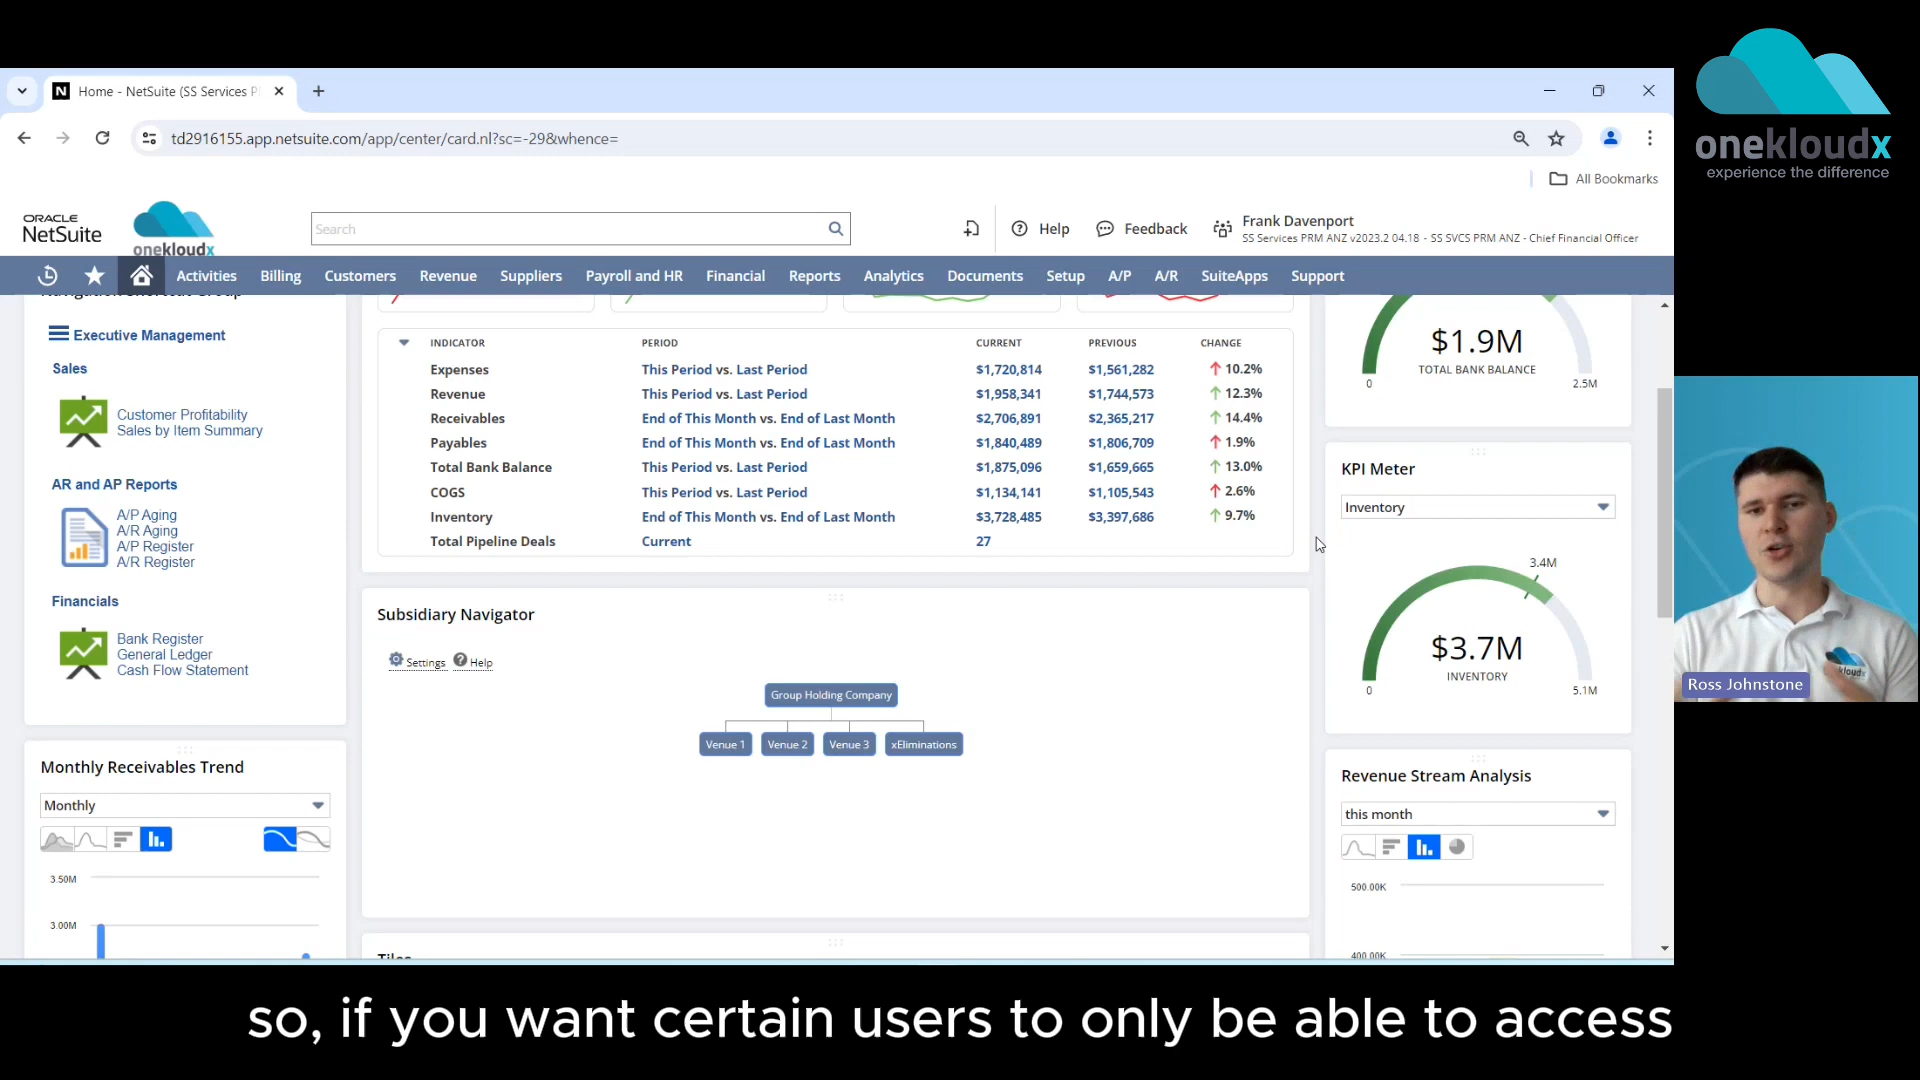 onekloudx
experience the difference
Home - NetSuite (SS Services P
td2916155.app.netsuite.com/app/center/card.nl?sc=-29&whence=
All Bookmarks
ORACLE
NetSuite
onekloudx
Search
Help
Feedback
Frank Davenport
SS Services PRM ANZ v2023.2 04.18 - SS SVCS PRM ANZ - Chief Financial Officer
Activities Billing Customers Revenue Suppliers Payroll and HR Financial Reports Analytics Documents Setup A/P A/R SuiteApps Support
Navigation Shortcut Group
Executive Management
Sales
Customer Profitability
Sales by Item Summary
AR and AP Reports
A/P Aging
A/R Aging
A/P Register
A/R Register
Financials
Bank Register
General Ledger
Cash Flow Statement
Monthly Receivables Trend
Monthly
3.50M
3.00M
INDICATOR PERIOD CURRENT PREVIOUS CHANGE
Expenses This Period vs. Last Period $1,720,814 $1,561,282 10.2%
Revenue This Period vs. Last Period $1,958,341 $1,744,573 12.3%
Receivables End of This Month vs. End of Last Month $2,706,891 $2,365,217 14.4%
Payables End of This Month vs. End of Last Month $1,840,489 $1,806,709 1.9%
Total Bank Balance This Period vs. Last Period $1,875,096 $1,659,665 13.0%
COGS This Period vs. Last Period $1,134,141 $1,105,543 2.6%
Inventory End of This Month vs. End of Last Month $3,728,485 $3,397,686 9.7%
Total Pipeline Deals Current 27
Subsidiary Navigator
Settings Help
Group Holding Company
Venue 1 Venue 2 Venue 3 xEliminations
Tiles
$1.9M
TOTAL BANK BALANCE
0 2.5M
KPI Meter
Inventory
3.4M
$3.7M
INVENTORY
0 5.1M
Revenue Stream Analysis
this month
500.00K
400.00K
kloud
Ross Johnstone
so, if you want certain users to only be able to access